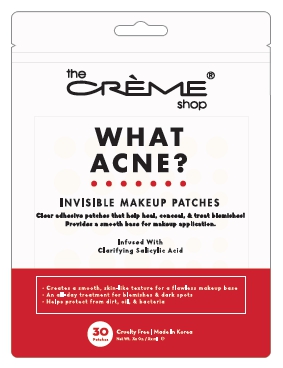 the
CRÈME®
shop
WHAT
ACNE?
INVISIBLE MAKEUP PATCHES
Clear adhesive patches that help heal, conceal, & treat blemishes!
Provides a smooth base for makeup application.
Infused With
Clarifying Salicylic Acid
- Creates a smooth, skin-like texture for a flawless makeup base
- An all-day treatment for blemishes & dark spots
- Helps protect from dirt, oil, & bacteria
30
Patches
Cruelty Free | Made in Korea
Net Wt.